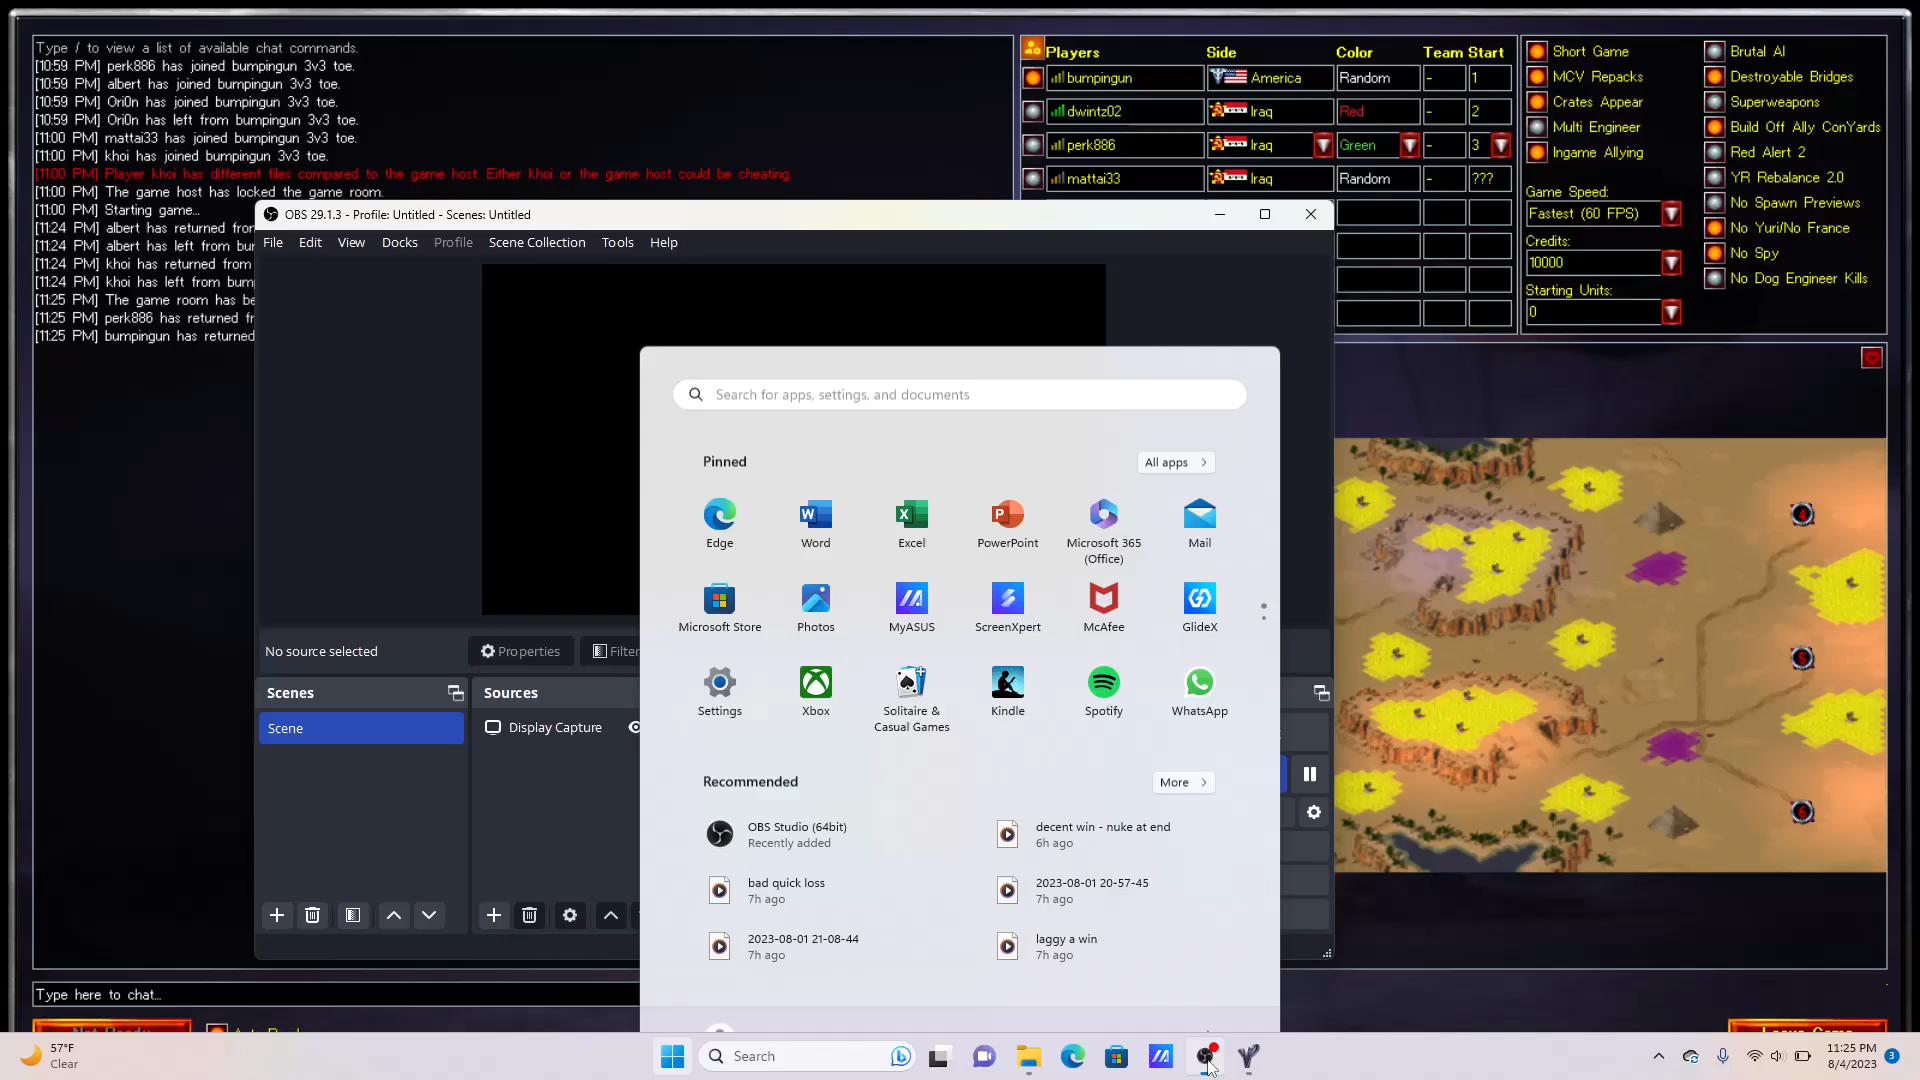 Type / to view a list of available chat commands.
[10:59 PM] perk886 has joined bumpingun 3v3 toe.
[10:59 PM] albert has joined bumpingun 3v3 toe.
[10:59 PM] Ori0n has joined bumpingun 3v3 toe.
[10:59 PM] Ori0n has left from bumpingun 3v3 toe.
[11:00 PM] mattai33 has joined bumpingun 3v3 toe.
[11:00 PM] khoi has joined bumpingun 3v3 toe.
[11:00 PM] Player khoi has different files compared to the game host. Either khoi or the game host could be cheating.
[11:00 PM] The game host has locked the game room.
[11:00 PM] Starting game...
[11:24 PM] albert has returned fro
[11:24 PM] albert has left from bu
[11:24 PM] khoi has returned from
[11:24 PM] khoi has left from bum
[11:25 PM] The game room has be
[11:25 PM] perk886 has returned fr
[11:25 PM] bumpingun has returned
Type here to chat...
Players Side Color Team Start
bumpingun America Random - 1
dwintz02 Iraq Red - 2
perk886 Iraq Green - 3
mattai33 Iraq Random - ???
Short Game
MCV Repacks
Crates Appear
Multi Engineer
Ingame Allying
Game Speed:
Fastest (60 FPS)
Credits:
10000
Starting Units:
0
Brutal AI
Destroyable Bridges
Superweapons
Build Off Ally ConYards
Red Alert 2
YR Rebalance 2.0
No Spawn Previews
No Yuri/No France
No Spy
No Dog Engineer Kills
4
5
6
OBS 29.1.3 - Profile: Untitled - Scenes: Untitled
File Edit View Docks Profile Scene Collection Tools Help
No source selected
Properties
Filter
Scenes
Scene
Sources
Display Capture
Search for apps, settings, and documents
Pinned
All apps
Edge
Word
Excel
PowerPoint
Microsoft 365
(Office)
Mail
Microsoft Store
Photos
MyASUS
ScreenXpert
McAfee
GlideX
Settings
Xbox
Solitaire &
Casual Games
Kindle
Spotify
WhatsApp
Recommended
More
OBS Studio (64bit)
Recently added
decent win - nuke at end
6h ago
bad quick loss
7h ago
2023-08-01 20-57-45
7h ago
2023-08-01 21-08-44
7h ago
laggy a win
7h ago
57°F
Clear
Search
11:25 PM
8/4/2023
3